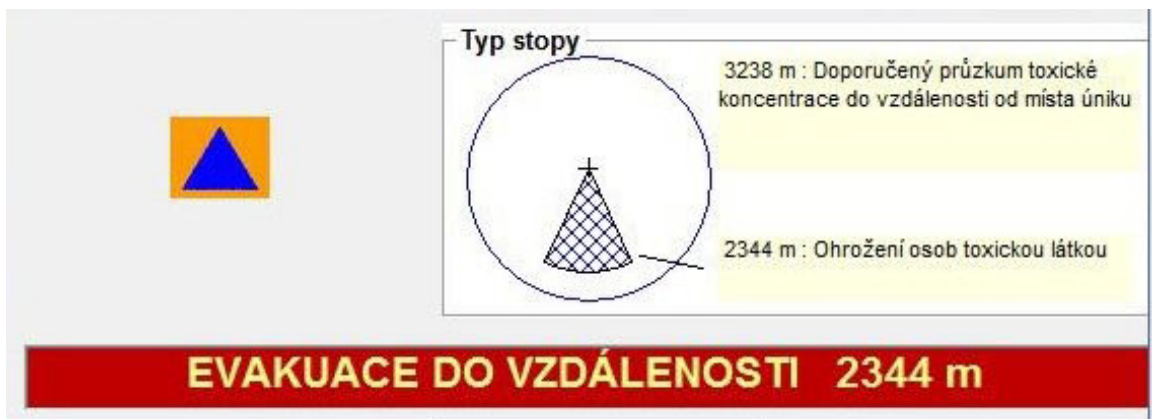 Typ stopy
3238 m : Doporučený průzkum toxické
koncentrace do vzdálenosti od místa úniku
2344 m : Ohrožení osob toxickou látkou
EVAKUACE DO VZDÁLENOSTI 2344 m